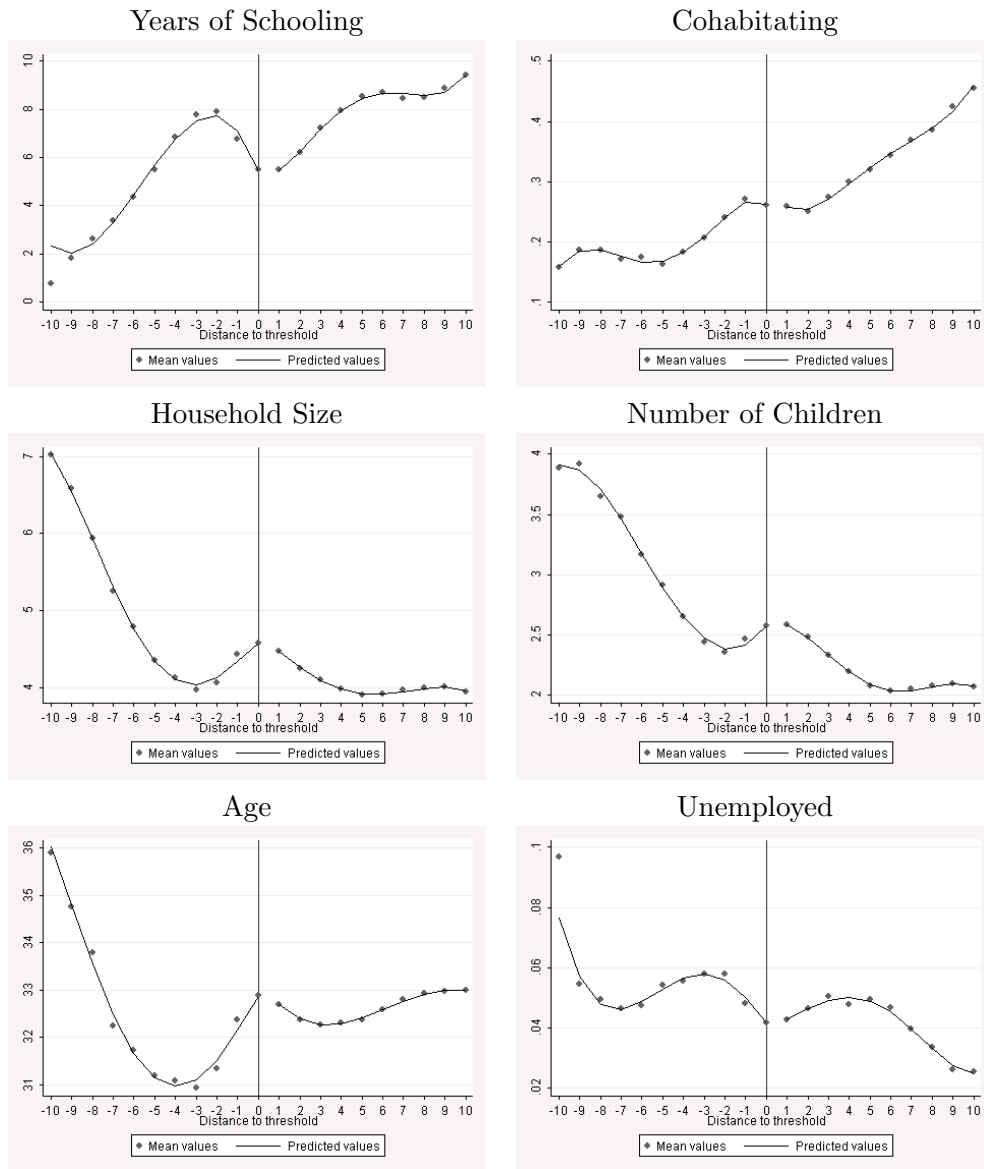 Years of Schooling
0 2 4 6 8 10
-10 -9 -8 -7 -6 -5 -4 -3 -2 -1 0 1 2 3 4 5 6 7 8 9 10
Distance to threshold
Mean values Predicted values
Cohabitating
.1 .2 .3 .4 .5
-10 -9 -8 -7 -6 -5 -4 -3 -2 -1 0 1 2 3 4 5 6 7 8 9 10
Distance to threshold
Mean values Predicted values
Household Size
4 5 6 7
-10 -9 -8 -7 -6 -5 -4 -3 -2 -1 0 1 2 3 4 5 6 7 8 9 10
Distance to threshold
Mean values Predicted values
Number of Children
2 2.5 3 3.5 4
-10 -9 -8 -7 -6 -5 -4 -3 -2 -1 0 1 2 3 4 5 6 7 8 9 10
Distance to threshold
Mean values Predicted values
Age
31 32 33 34 35 36
-10 -9 -8 -7 -6 -5 -4 -3 -2 -1 0 1 2 3 4 5 6 7 8 9 10
Distance to threshold
Mean values Predicted values
Unemployed
.02 .04 .06 .08 .1
-10 -9 -8 -7 -6 -5 -4 -3 -2 -1 0 1 2 3 4 5 6 7 8 9 10
Distance to threshold
Mean values Predicted values